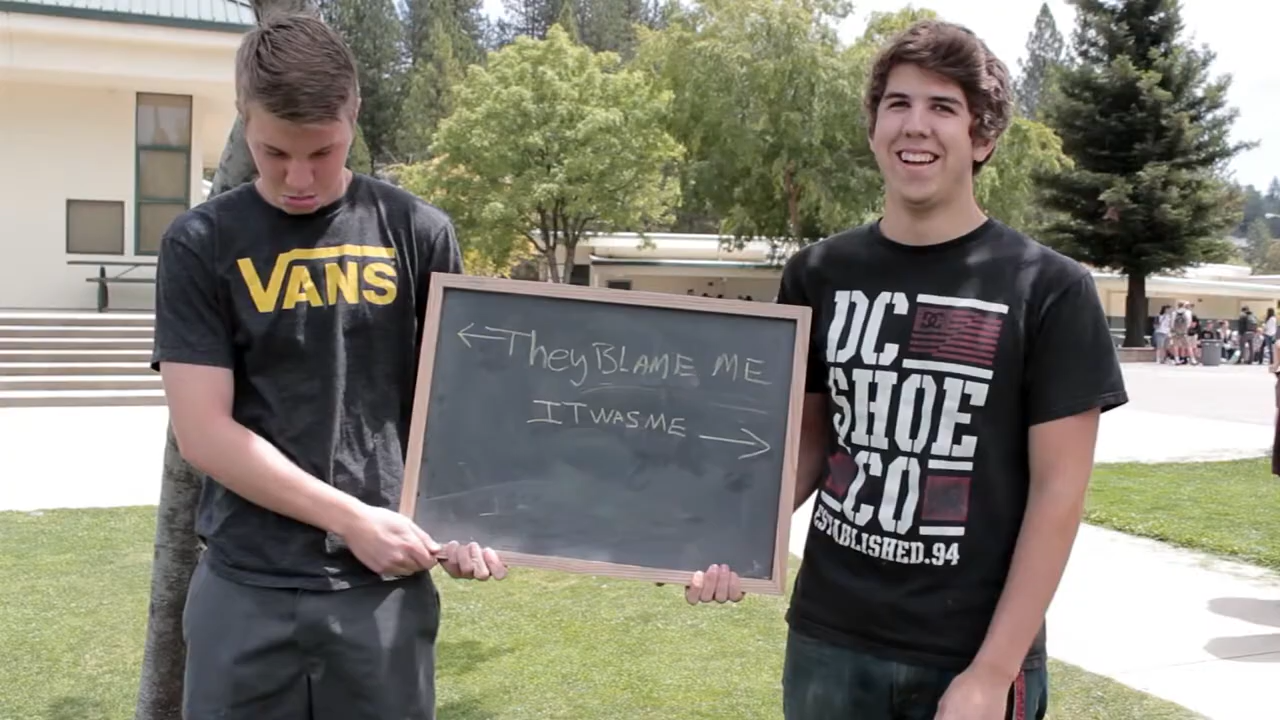 VANS
← They BLAME ME
IT WAS ME →
DC
SHOE
CO
ESTABLISHED.94